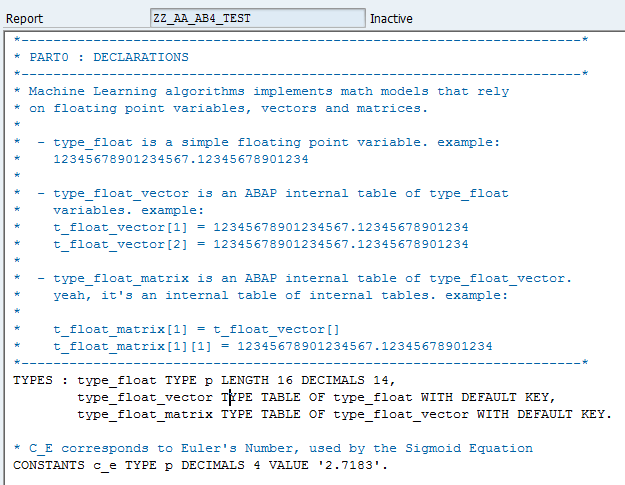 Report ZZ_AA_AB4_TEST Inactive
*---------------------------------------------------------------------*
* PART0 : DECLARATIONS
*---------------------------------------------------------------------*
* Machine Learning algorithms implements math models that rely
* on floating point variables, vectors and matrices.
*
*  - type_float is a simple floating point variable. example:
*    12345678901234567.12345678901234
*
*  - type_float_vector is an ABAP internal table of type_float
*    variables. example:
*    t_float_vector[1] = 12345678901234567.12345678901234
*    t_float_vector[2] = 12345678901234567.12345678901234
*
*  - type_float_matrix is an ABAP internal table of type_float_vector.
*    yeah, it's an internal table of internal tables. example:
*
*    t_float_matrix[1] = t_float_vector[]
*    t_float_matrix[1][1] = 12345678901234567.12345678901234
*---------------------------------------------------------------------*
TYPES : type_float TYPE p LENGTH 16 DECIMALS 14,
        type_float_vector TYPE TABLE OF type_float WITH DEFAULT KEY,
        type_float_matrix TYPE TABLE OF type_float_vector WITH DEFAULT KEY.

* C_E corresponds to Euler's Number, used by the Sigmoid Equation
CONSTANTS c_e TYPE p DECIMALS 4 VALUE '2.7183'.